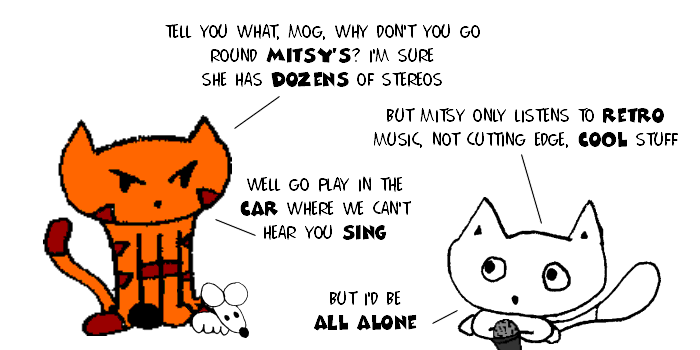 TELL YOU WHAT, MOG, WHY DON'T YOU GO
ROUND MITSY'S? I'M SURE
SHE HAS DOZENS OF STEREOS
BUT MITSY ONLY LISTENS TO RETRO
MUSIC, NOT CUTTING EDGE, COOL STUFF
WELL GO PLAY IN THE
CAR WHERE WE CAN'T
HEAR YOU SING
BUT I'D BE
ALL ALONE